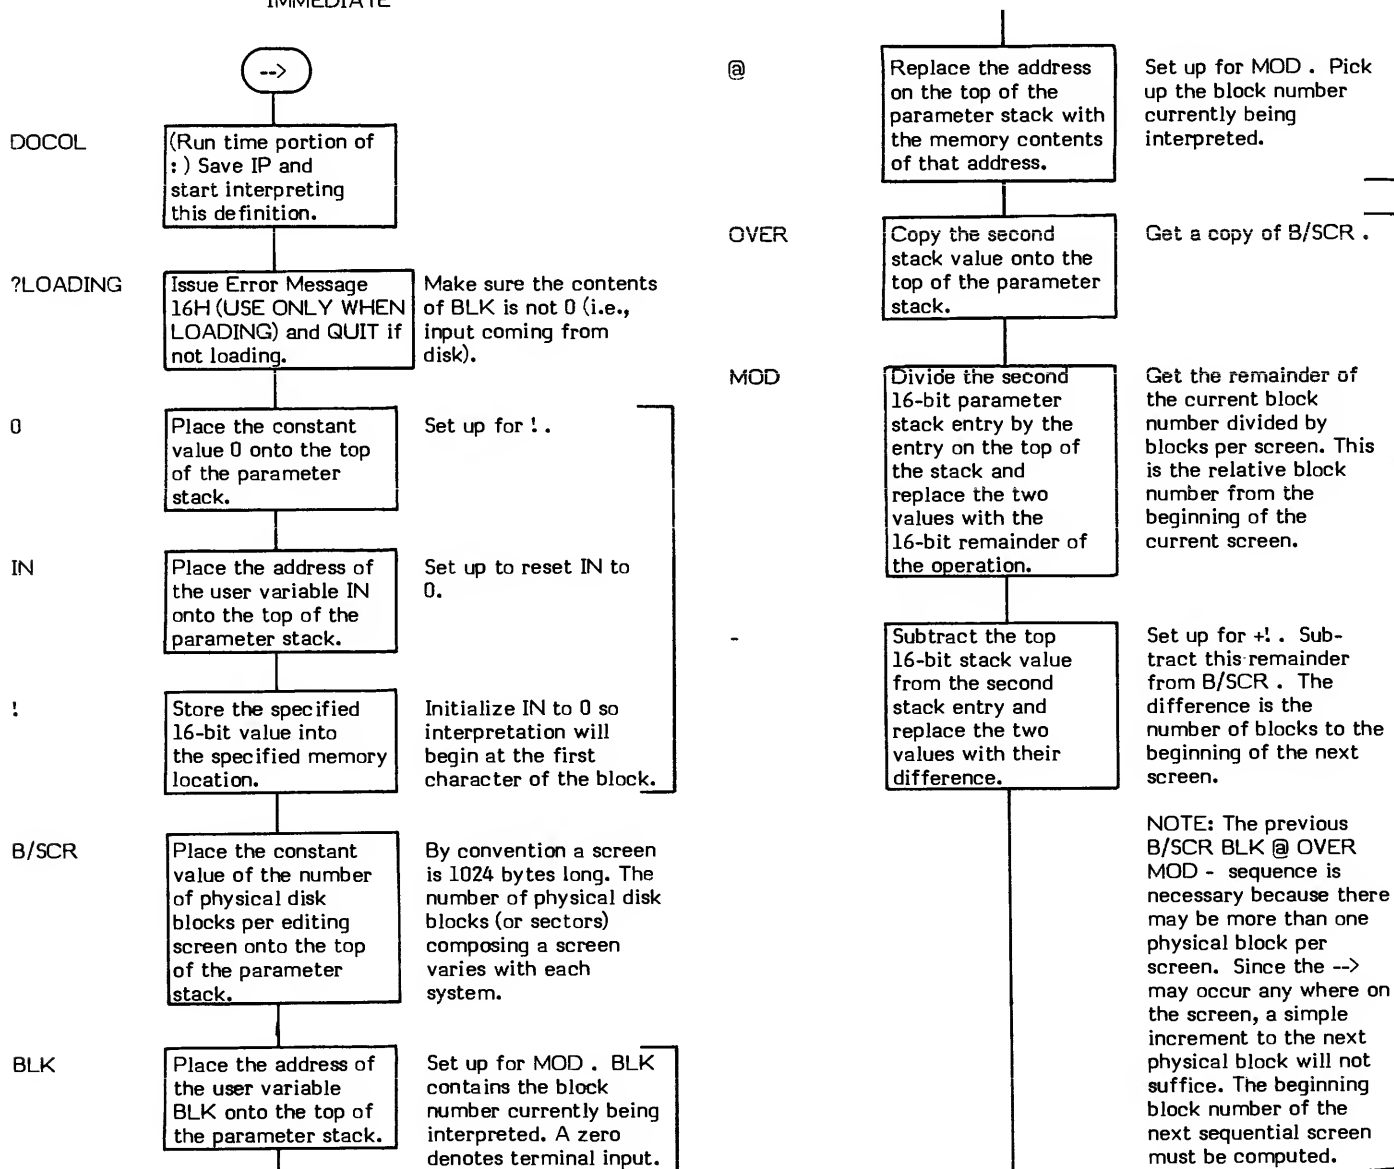 IMMEDIATE
-->
DOCOL
(Run time portion of
: ) Save IP and
start interpreting
this definition.
?LOADING
Issue Error Message
16H (USE ONLY WHEN
LOADING) and QUIT if
not loading.
Make sure the contents
of BLK is not 0 (i.e.,
input coming from
disk).
0
Place the constant
value 0 onto the top
of the parameter
stack.
Set up for ! .
IN
Place the address of
the user variable IN
onto the top of the
parameter stack.
Set up to reset IN to
0.
!
Store the specified
16-bit value into
the specified memory
location.
Initialize IN to 0 so
interpretation will
begin at the first
character of the block.
B/SCR
Place the constant
value of the number
of physical disk
blocks per editing
screen onto the top
of the parameter
stack.
By convention a screen
is 1024 bytes long. The
number of physical disk
blocks (or sectors)
composing a screen
varies with each
system.
BLK
Place the address of
the user variable
BLK onto the top of
the parameter stack.
Set up for MOD . BLK
contains the block
number currently being
interpreted. A zero
denotes terminal input.
@
Replace the address
on the top of the
parameter stack with
the memory contents
of that address.
Set up for MOD . Pick
up the block number
currently being
interpreted.
OVER
Copy the second
stack value onto the
top of the parameter
stack.
Get a copy of B/SCR .
MOD
Divide the second
16-bit parameter
stack entry by the
entry on the top of
the stack and
replace the two
values with the
16-bit remainder of
the operation.
Get the remainder of
the current block
number divided by
blocks per screen. This
is the relative block
number from the
beginning of the
current screen.
-
Subtract the top
16-bit stack value
from the second
stack entry and
replace the two
values with their
difference.
Set up for +! . Sub-
tract this remainder
from B/SCR . The
difference is the
number of blocks to the
beginning of the next
screen.
NOTE: The previous
B/SCR BLK @ OVER
MOD - sequence is
necessary because there
may be more than one
physical block per
screen. Since the -->
may occur any where on
the screen, a simple
increment to the next
physical block will not
suffice. The beginning
block number of the
next sequential screen
must be computed.